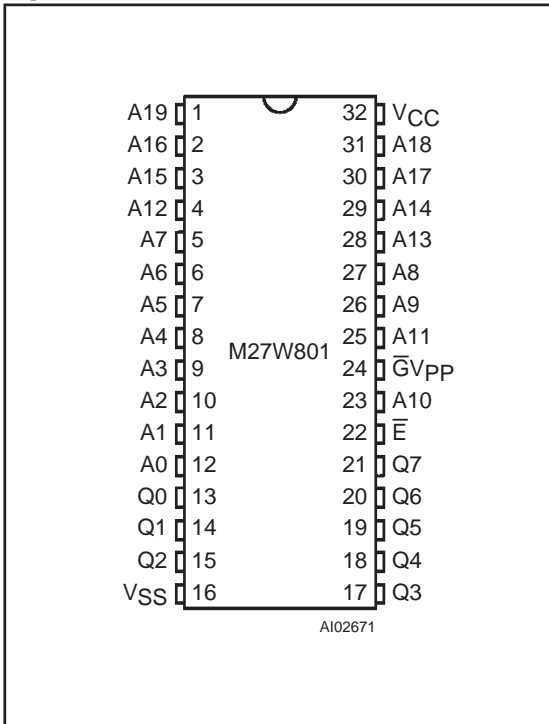 A19 1 32 VCC
A16 2 31 A18
A15 3 30 A17
A12 4 29 A14
A7 5 28 A13
A6 6 27 A8
A5 7 26 A9
A4 8 25 A11
M27W801
A3 9 24 G̅VPP
A2 10 23 A10
A1 11 22 E̅
A0 12 21 Q7
Q0 13 20 Q6
Q1 14 19 Q5
Q2 15 18 Q4
VSS 16 17 Q3
AI02671